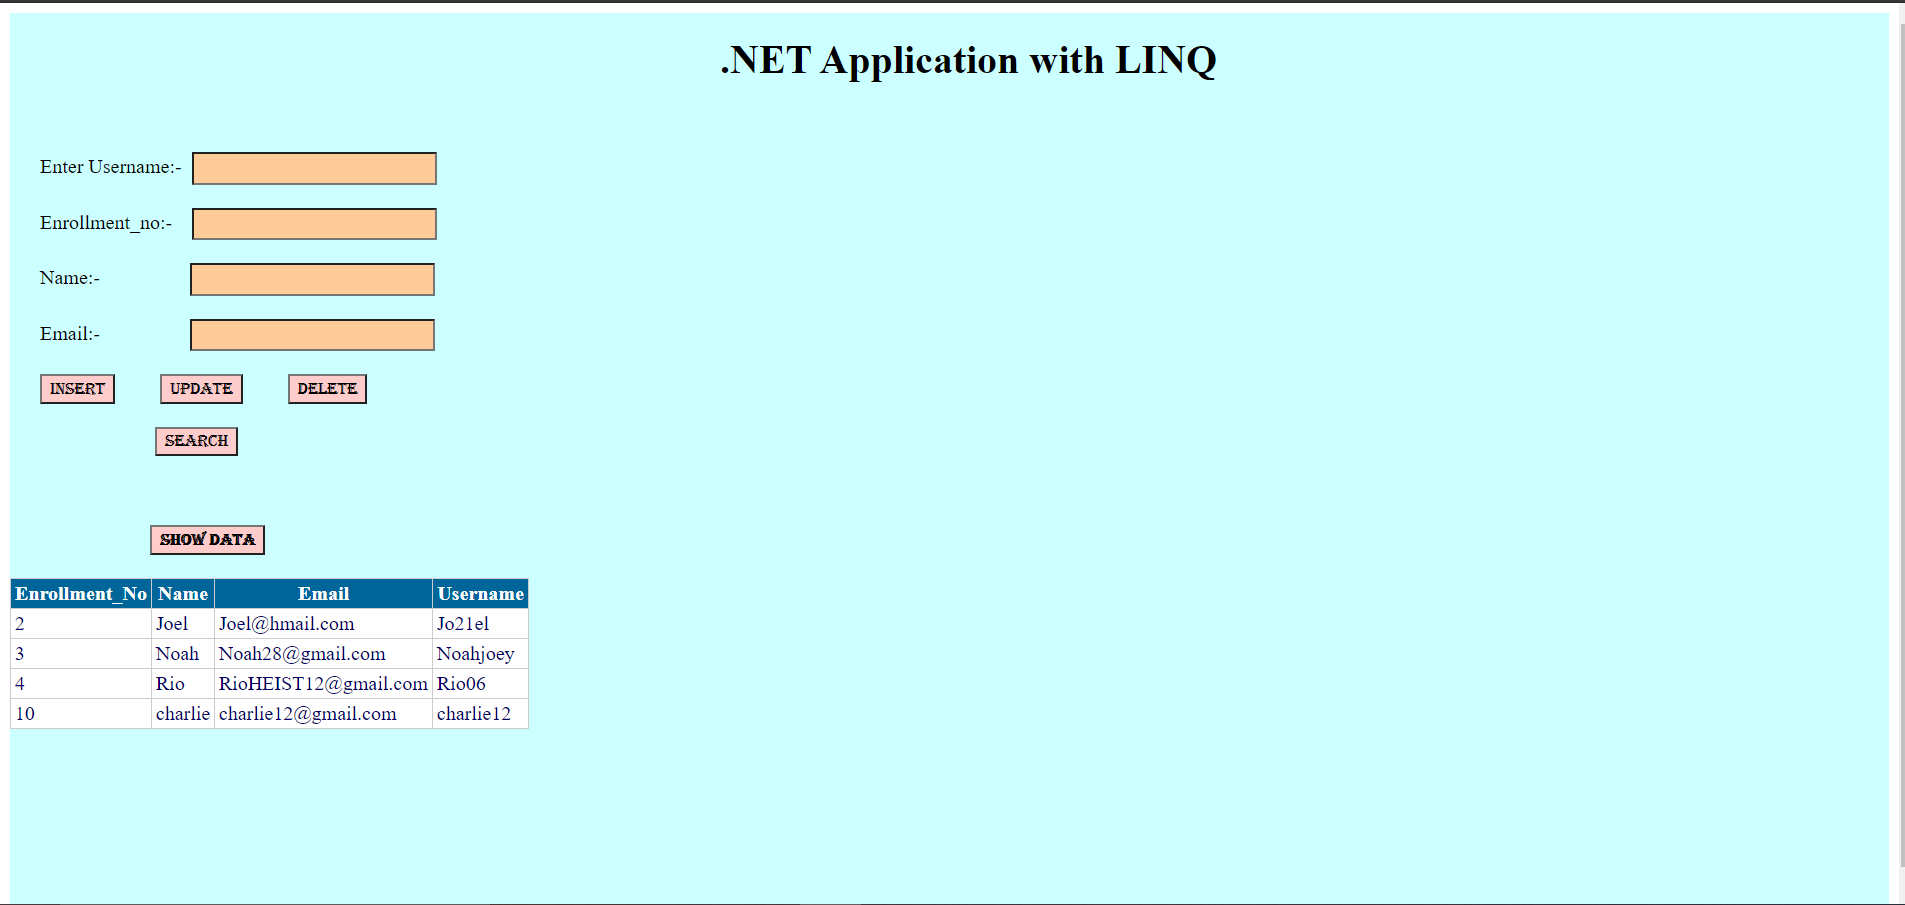 .NET Application with LINQ
Enter Username:-
Enrollment_no:-
Name:-
Email:-
INSERT UPDATE DELETE
SEARCH
SHOW DATA
Enrollment_No Name Email Username
2 Joel Joel@hmail.com Jo21el
3 Noah Noah28@gmail.com Noahjoey
4 Rio RioHEIST12@gmail.com Rio06
10 charlie charlie12@gmail.com charlie12